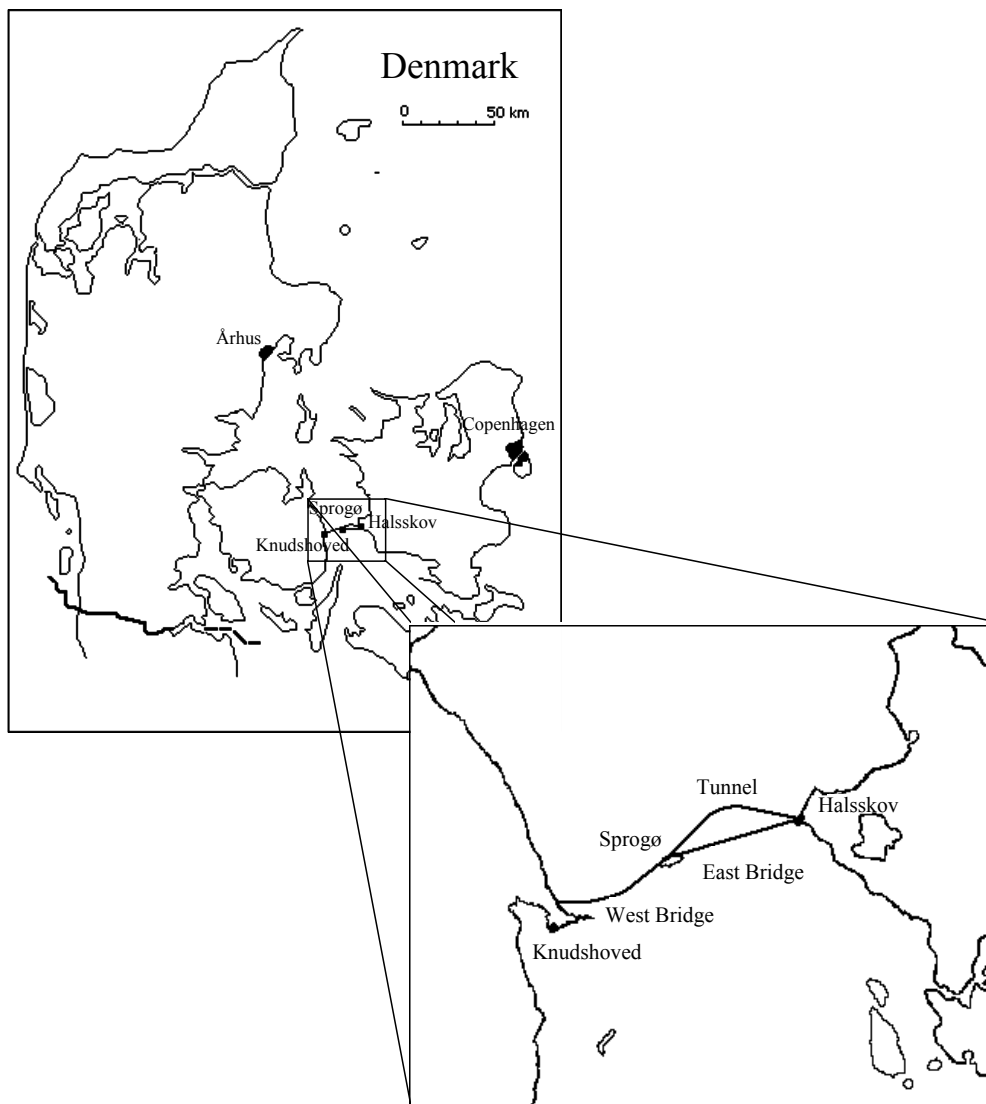 Denmark
0 50 km
Århus
Copenhagen
Sprogø
Halsskov
Knudshoved
Tunnel
Halsskov
Sprogø
East Bridge
West Bridge
Knudshoved